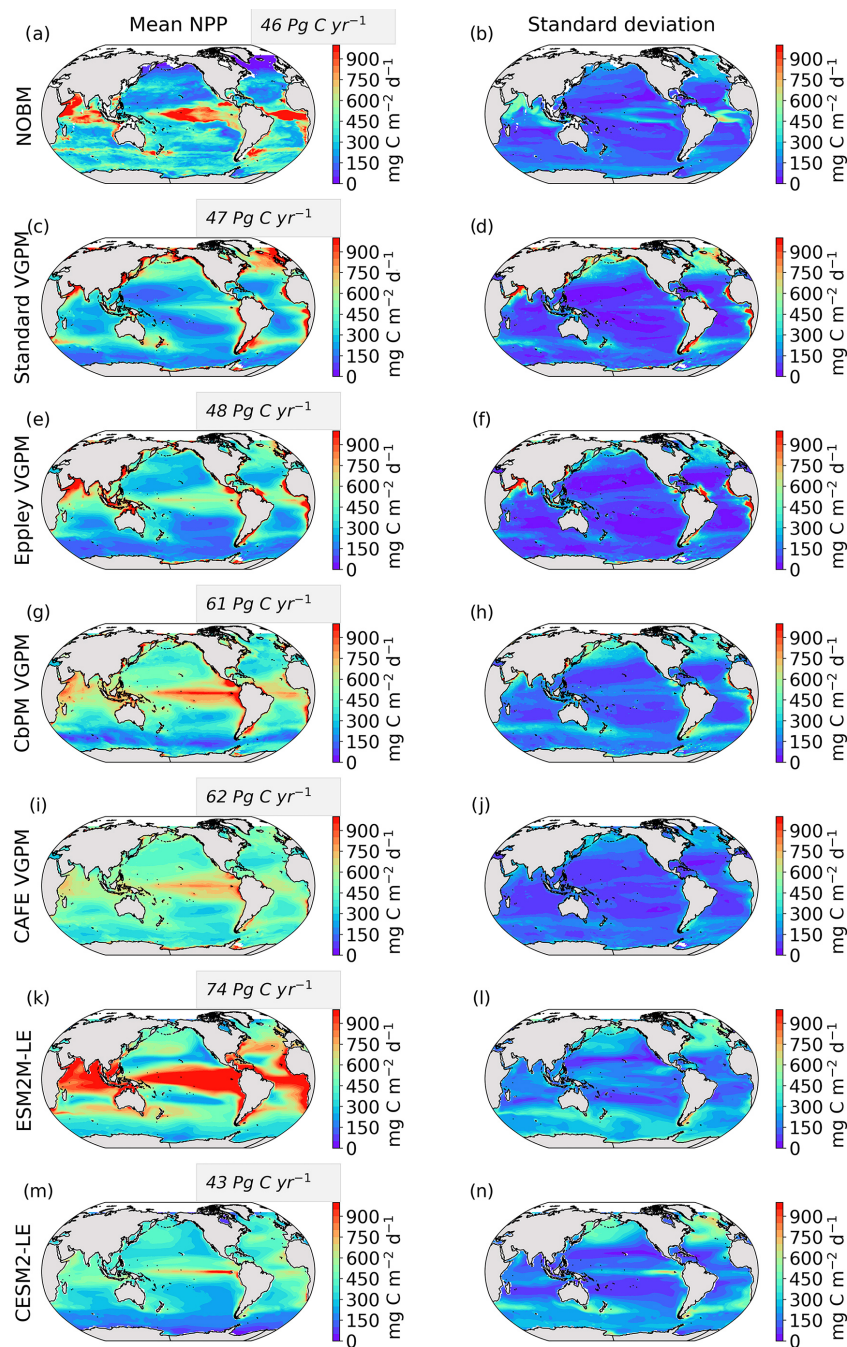 Mean NPP
Standard deviation
(a)
46 Pg C yr⁻¹
NOBM
900
750
600
450
300
150
0
mg C m⁻² d⁻¹
(b)
900
750
600
450
300
150
0
mg C m⁻² d⁻¹
(c)
47 Pg C yr⁻¹
Standard VGPM
900
750
600
450
300
150
0
mg C m⁻² d⁻¹
(d)
900
750
600
450
300
150
0
mg C m⁻² d⁻¹
(e)
48 Pg C yr⁻¹
Eppley VGPM
900
750
600
450
300
150
0
mg C m⁻² d⁻¹
(f)
900
750
600
450
300
150
0
mg C m⁻² d⁻¹
(g)
61 Pg C yr⁻¹
CbPM VGPM
900
750
600
450
300
150
0
mg C m⁻² d⁻¹
(h)
900
750
600
450
300
150
0
mg C m⁻² d⁻¹
(i)
62 Pg C yr⁻¹
CAFE VGPM
900
750
600
450
300
150
0
mg C m⁻² d⁻¹
(j)
900
750
600
450
300
150
0
mg C m⁻² d⁻¹
(k)
74 Pg C yr⁻¹
ESM2M-LE
900
750
600
450
300
150
0
mg C m⁻² d⁻¹
(l)
900
750
600
450
300
150
0
mg C m⁻² d⁻¹
(m)
43 Pg C yr⁻¹
CESM2-LE
900
750
600
450
300
150
0
mg C m⁻² d⁻¹
(n)
900
750
600
450
300
150
0
mg C m⁻² d⁻¹